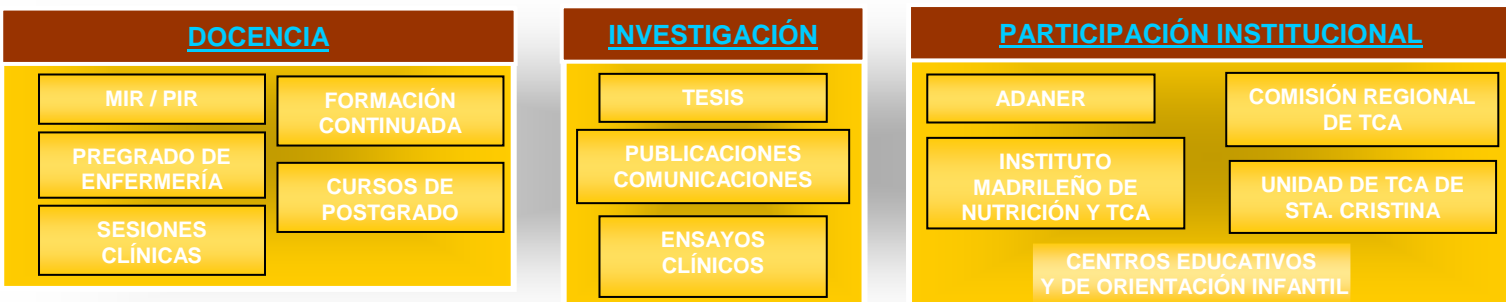 DOCENCIA
MIR / PIR
PREGRADO DE
ENFERMERÍA
SESIONES
CLÍNICAS
FORMACIÓN
CONTINUADA
CURSOS DE
POSTGRADO
INVESTIGACIÓN
TESIS
PUBLICACIONES
COMUNICACIONES
ENSAYOS
CLÍNICOS
PARTICIPACIÓN INSTITUCIONAL
ADANER
INSTITUTO
MADRILEÑO DE
NUTRICIÓN Y TCA
COMISIÓN REGIONAL
DE TCA
UNIDAD DE TCA DE
STA. CRISTINA
CENTROS EDUCATIVOS
Y DE ORIENTACIÓN INFANTIL